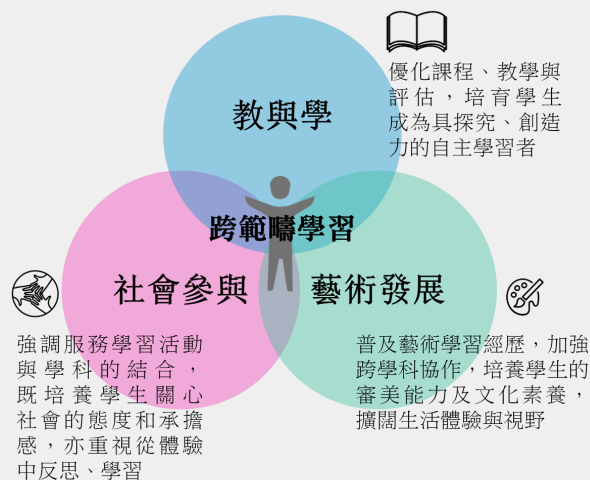 教與學
優化課程、教學與
評估，培育學生
成為具探究、創造
力的自主學習者
跨範疇學習
社會參與
藝術發展
強調服務學習活動
與學科的結合，
既培養學生關心
社會的態度和承擔
感，亦重視從體驗
中反思、學習
普及藝術學習經歷，加強
跨學科協作，培養學生的
審美能力及文化素養，
擴闊生活體驗與視野